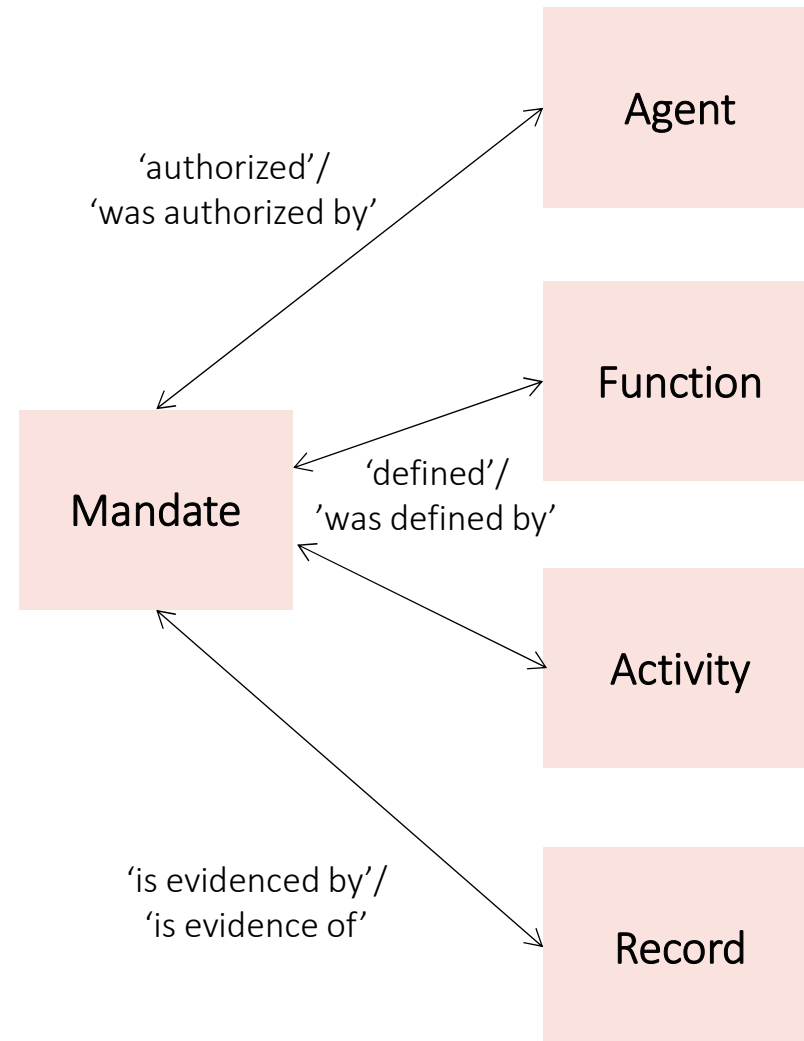 Agent
‘authorized’/
‘was authorized by’
Function
‘defined’/
’was defined by’
Mandate
Activity
‘is evidenced by’/
‘is evidence of’
Record